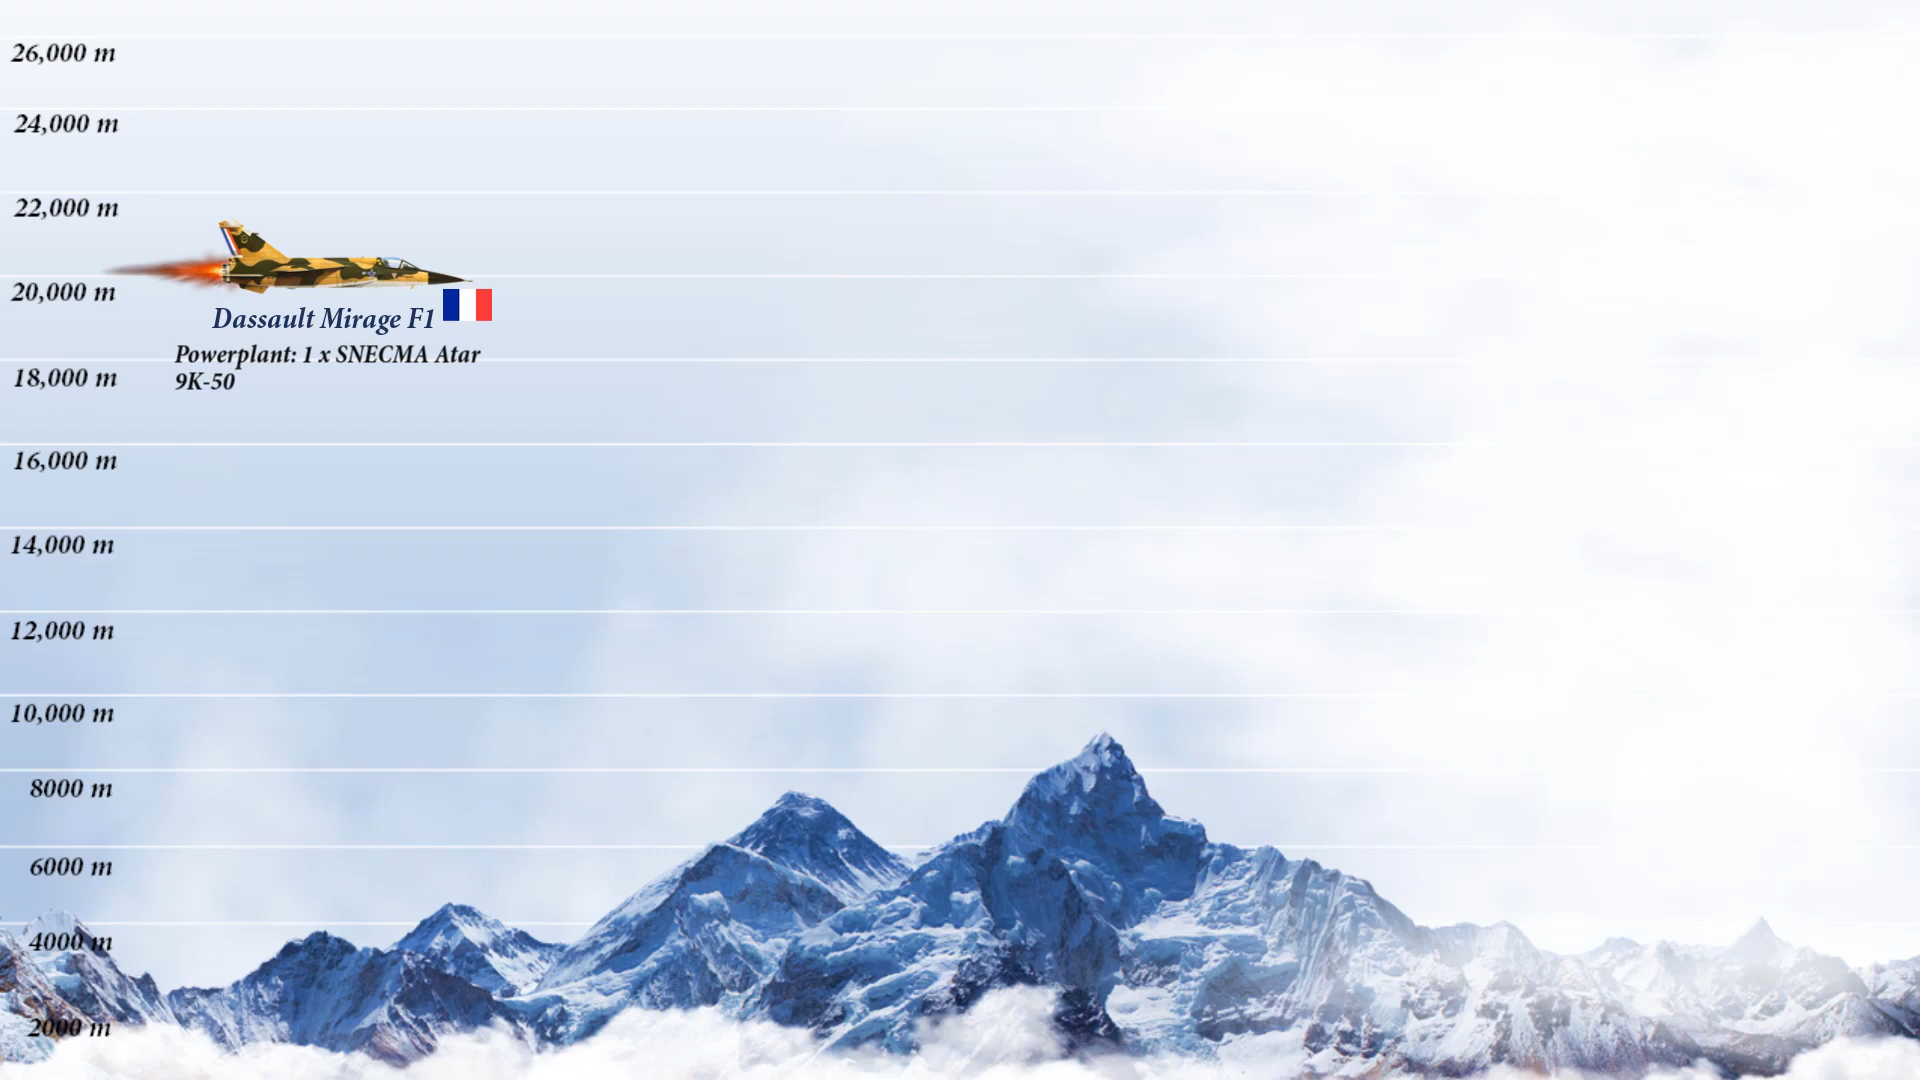 26,000 m
24,000 m
22,000 m
20,000 m
Dassault Mirage F1
Powerplant: 1 x SNECMA Atar
9K-50
18,000 m
16,000 m
14,000 m
12,000 m
10,000 m
8000 m
6000 m
4000 m
2000 m